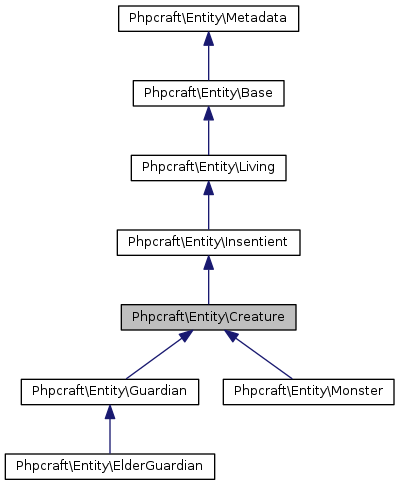 Phpcraft\Entity\Metadata
Phpcraft\Entity\Base
Phpcraft\Entity\Living
Phpcraft\Entity\Insentient
Phpcraft\Entity\Creature
Phpcraft\Entity\Guardian
Phpcraft\Entity\Monster
Phpcraft\Entity\ElderGuardian